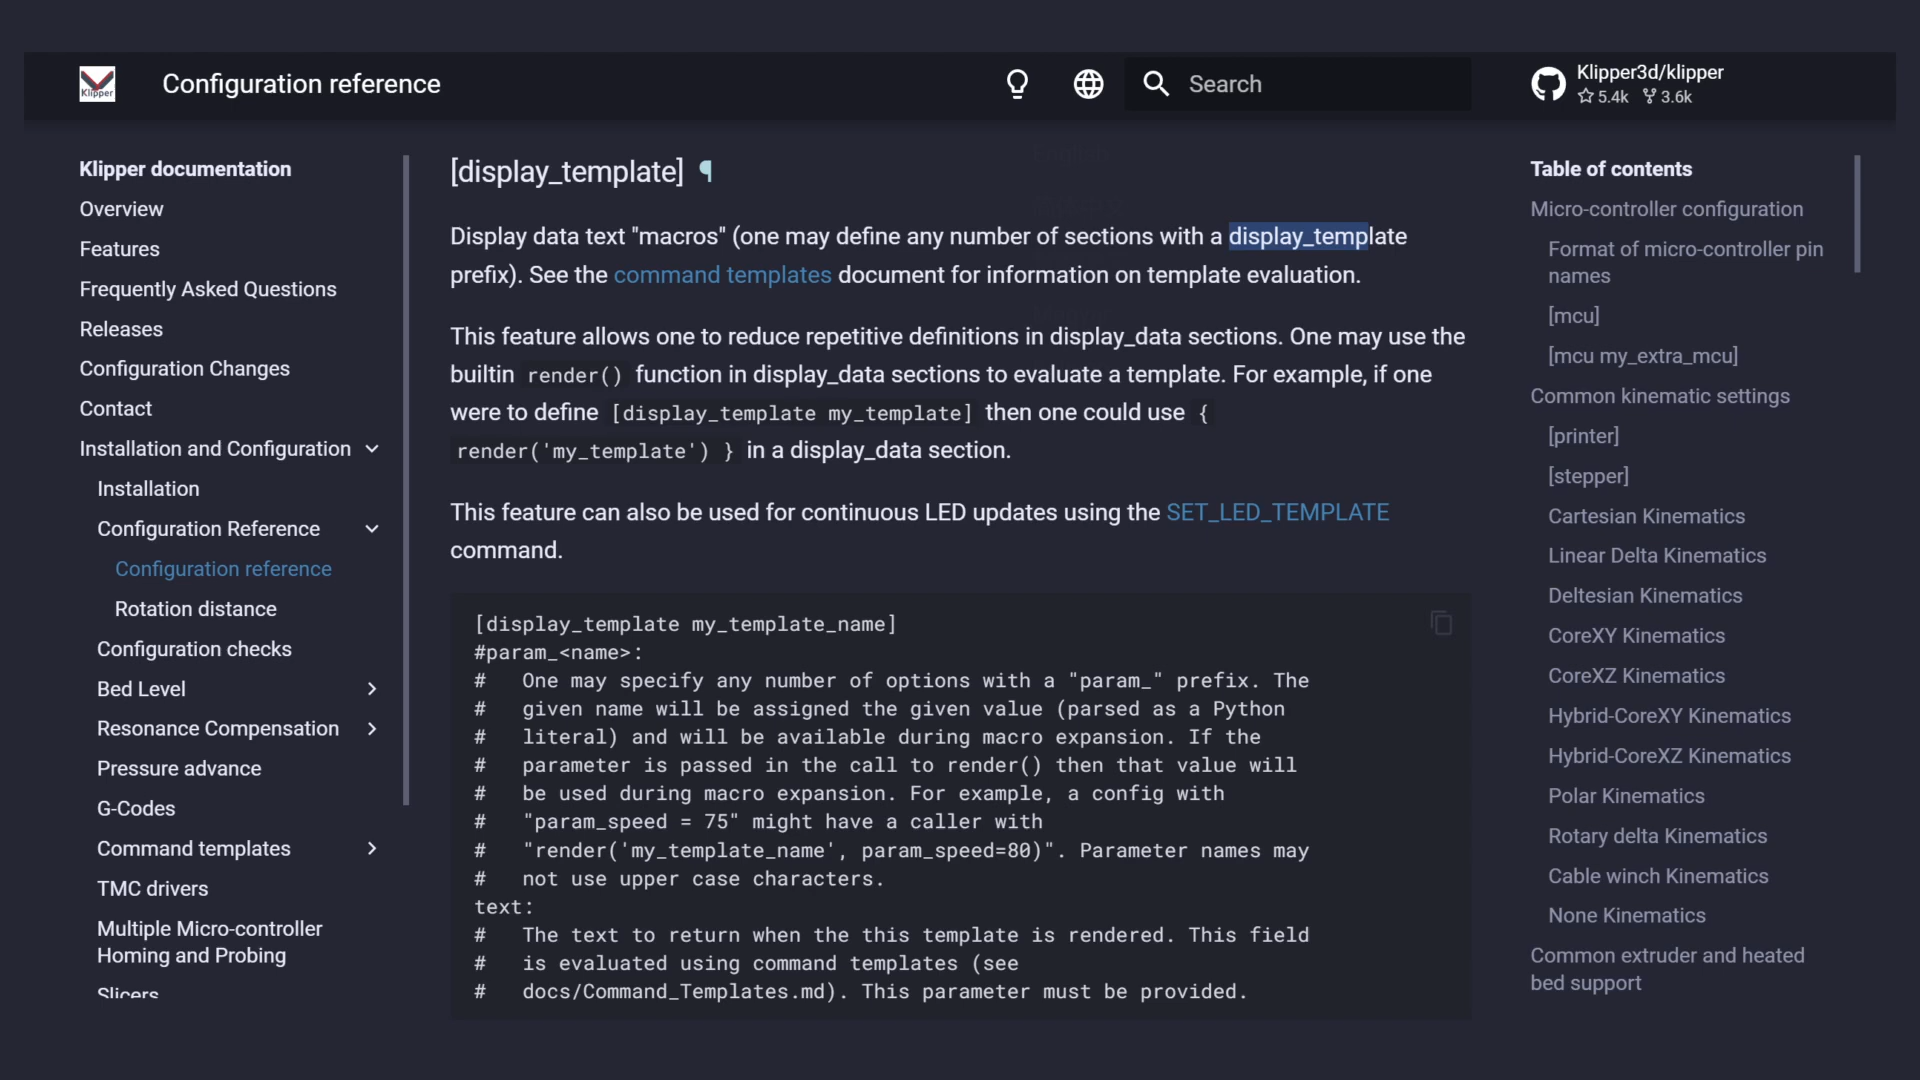 Klipper
Configuration reference
Search
Klipper3d/klipper
5.4k 3.6k
Klipper documentation
Overview
Features
Frequently Asked Questions
Releases
Configuration Changes
Contact
Installation and Configuration
Installation
Configuration Reference
Configuration reference
Rotation distance
Configuration checks
Bed Level
Resonance Compensation
Pressure advance
G-Codes
Command templates
TMC drivers
Multiple Micro-controller
Homing and Probing
Slicers
[display_template] ¶
Display data text "macros" (one may define any number of sections with a display_template
prefix). See the command templates document for information on template evaluation.
This feature allows one to reduce repetitive definitions in display_data sections. One may use the
builtin render() function in display_data sections to evaluate a template. For example, if one
were to define [display_template my_template] then one could use {
render('my_template') } in a display_data section.
This feature can also be used for continuous LED updates using the SET_LED_TEMPLATE
command.
[display_template my_template_name]
#param_<name>:
#   One may specify any number of options with a "param_" prefix. The
#   given name will be assigned the given value (parsed as a Python
#   literal) and will be available during macro expansion. If the
#   parameter is passed in the call to render() then that value will
#   be used during macro expansion. For example, a config with
#   "param_speed = 75" might have a caller with
#   "render('my_template_name', param_speed=80)". Parameter names may
#   not use upper case characters.
text:
#   The text to return when the this template is rendered. This field
#   is evaluated using command templates (see
#   docs/Command_Templates.md). This parameter must be provided.
Table of contents
Micro-controller configuration
Format of micro-controller pin
names
[mcu]
[mcu my_extra_mcu]
Common kinematic settings
[printer]
[stepper]
Cartesian Kinematics
Linear Delta Kinematics
Deltesian Kinematics
CoreXY Kinematics
CoreXZ Kinematics
Hybrid-CoreXY Kinematics
Hybrid-CoreXZ Kinematics
Polar Kinematics
Rotary delta Kinematics
Cable winch Kinematics
None Kinematics
Common extruder and heated
bed support